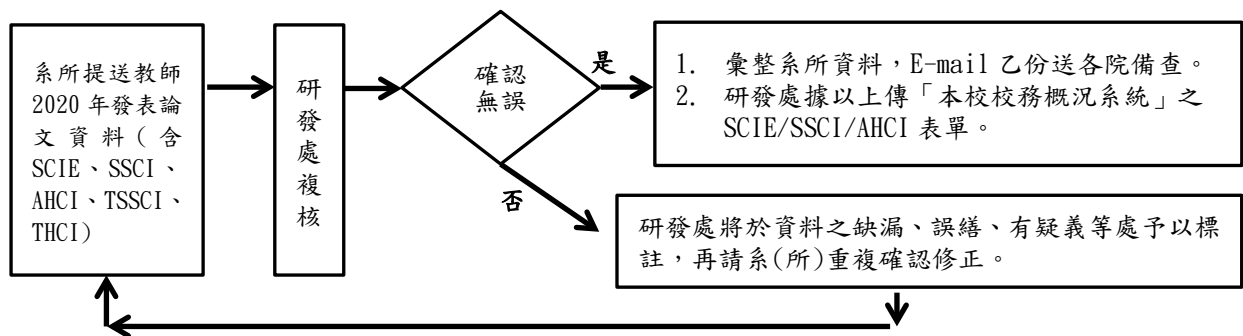 系所提送教師
2020 年發表論
文資料(含
SCIE、SSCI、
AHCI、TSSCI、
THCI)
研
發
處
複
核
確認
無誤
是
1. 彙整系所資料，E-mail 乙份送各院備查。
2. 研發處據以上傳「本校校務概況系統」之
SCIE/SSCI/AHCI 表單。
否
研發處將於資料之缺漏、誤繕、有疑義等處予以標
註，再請系(所)重複確認修正。